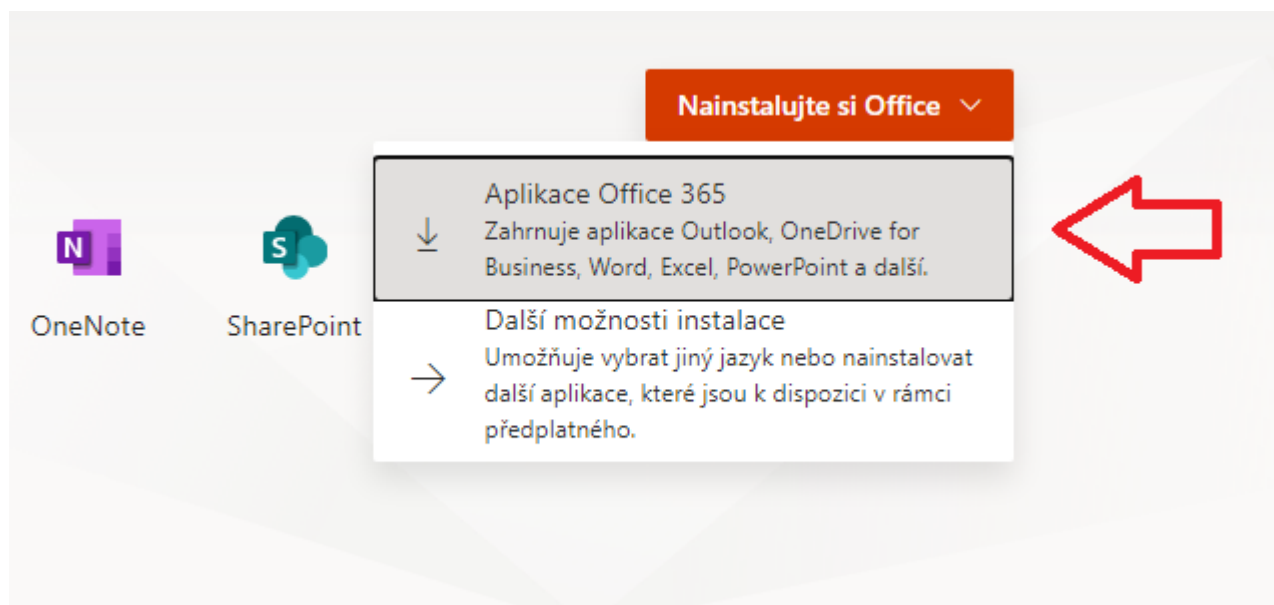 Nainstalujte si Office
Aplikace Office 365
Zahrnuje aplikace Outlook, OneDrive for
Business, Word, Excel, PowerPoint a další.
N
S
OneNote
SharePoint
Další možnosti instalace
Umožňuje vybrat jiný jazyk nebo nainstalovat
další aplikace, které jsou k dispozici v rámci
předplatného.